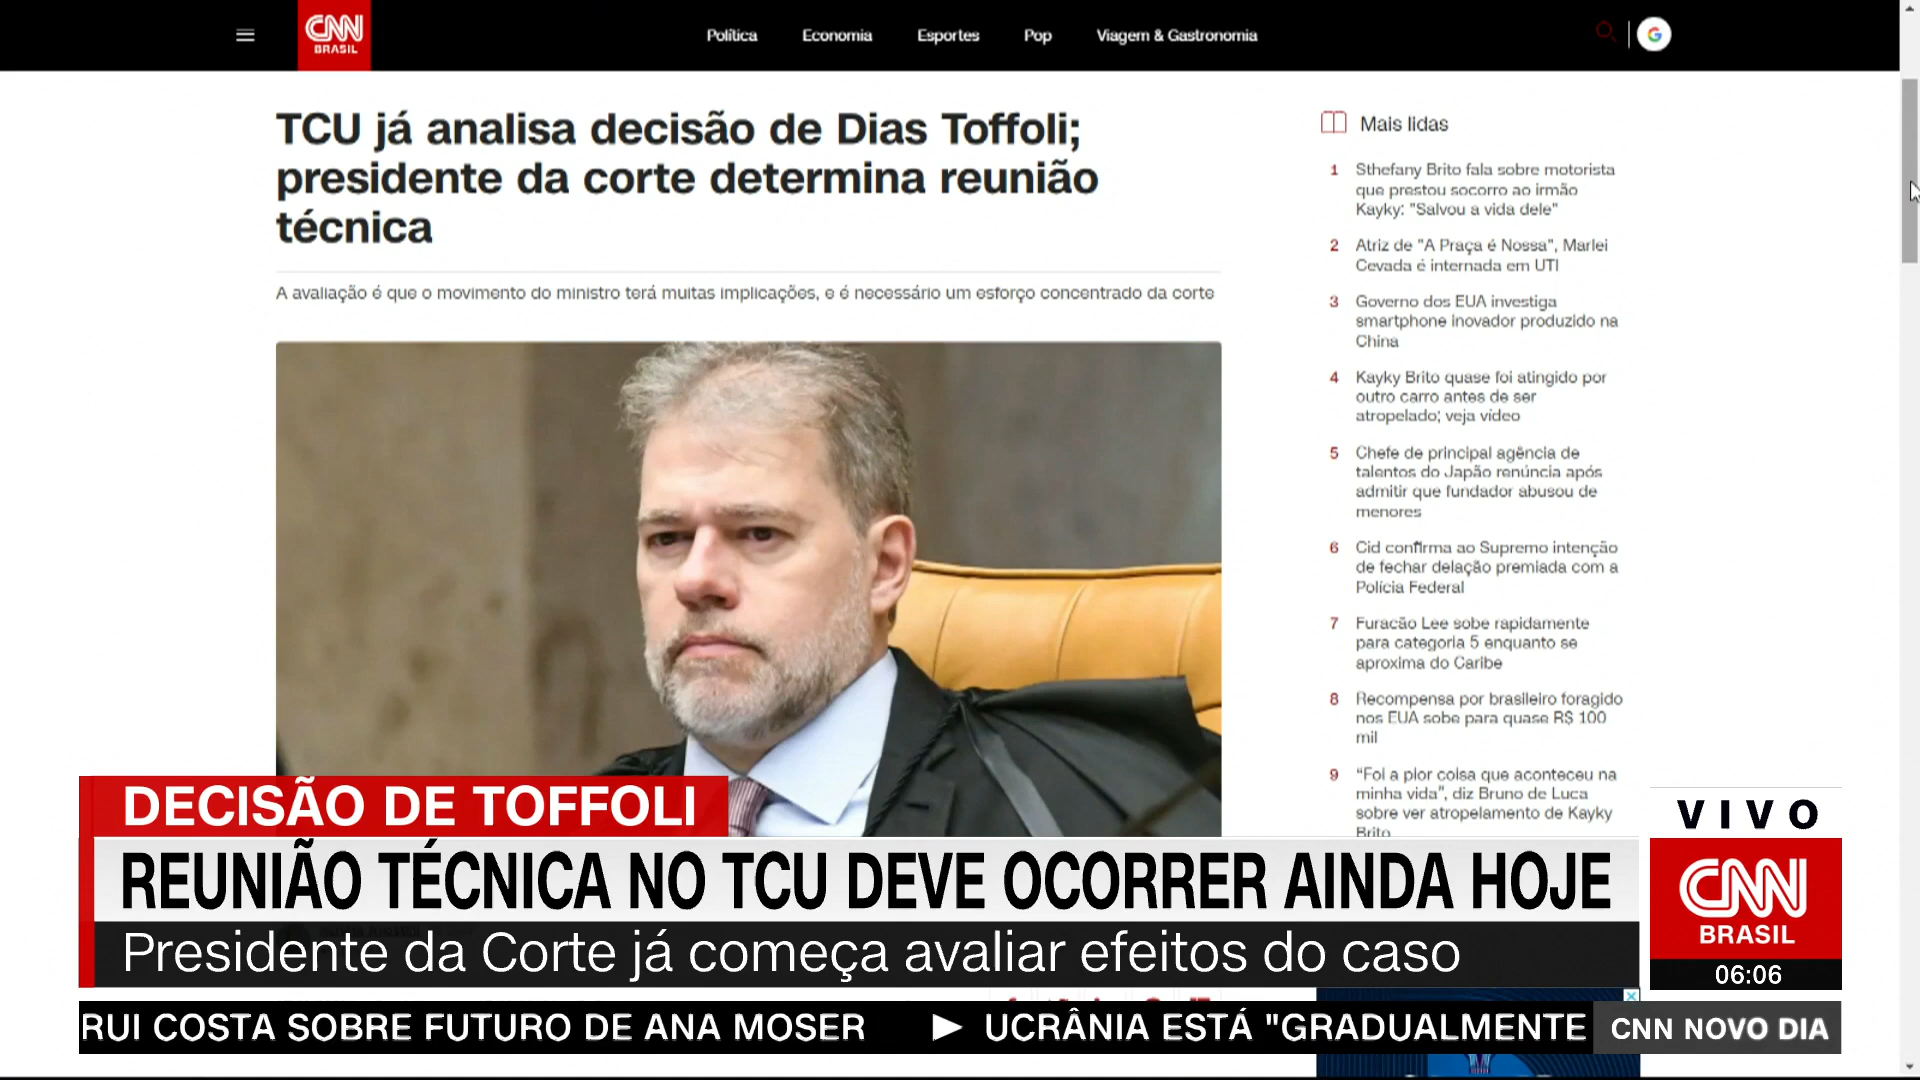 CNN
BRASIL
Política
Economia
Esportes
Pop
Viagem & Gastronomia
G
TCU já analisa decisão de Dias Toffoli;
presidente da corte determina reunião
técnica
A avaliação é que o movimento do ministro terá muitas implicações, e é necessário um esforço concentrado da corte
Mais lidas
1 Sthefany Brito fala sobre motorista
que prestou socorro ao irmão
Kayky: "Salvou a vida dele"
2 Atriz de "A Praça é Nossa", Marlei
Cevada é internada em UTI
3 Governo dos EUA investiga
smartphone inovador produzido na
China
4 Kayky Brito quase foi atingido por
outro carro antes de ser
atropelado; veja vídeo
5 Chefe de principal agência de
talentos do Japão renúncia após
admitir que fundador abusou de
menores
6 Cid confirma ao Supremo intenção
de fechar delação premiada com a
Polícia Federal
7 Furacão Lee sobe rapidamente
para categoria 5 enquanto se
aproxima do Caribe
8 Recompensa por brasileiro foragido
nos EUA sobe para quase R$ 100
mil
9 “Foi a pior coisa que aconteceu na
minha vida”, diz Bruno de Luca
sobre ver atropelamento de Kayky
Brito
DECISÃO DE TOFFOLI
REUNIÃO TÉCNICA NO TCU DEVE OCORRER AINDA HOJE
Presidente da Corte já começa avaliar efeitos do caso
VIVO
CNN
BRASIL
06:06
RUI COSTA SOBRE FUTURO DE ANA MOSER ▶ UCRÂNIA ESTÁ "GRADUALMENTE
CNN NOVO DIA